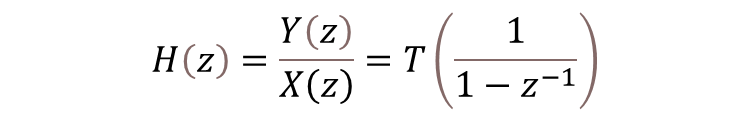 H(z) = Y(z)/X(z) = T(1/(1 − z⁻¹))